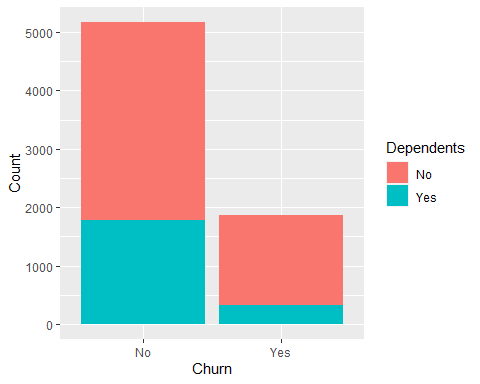 Count
5000
4000
3000
2000
1000
0
No
Yes
Churn
Dependents
No
Yes